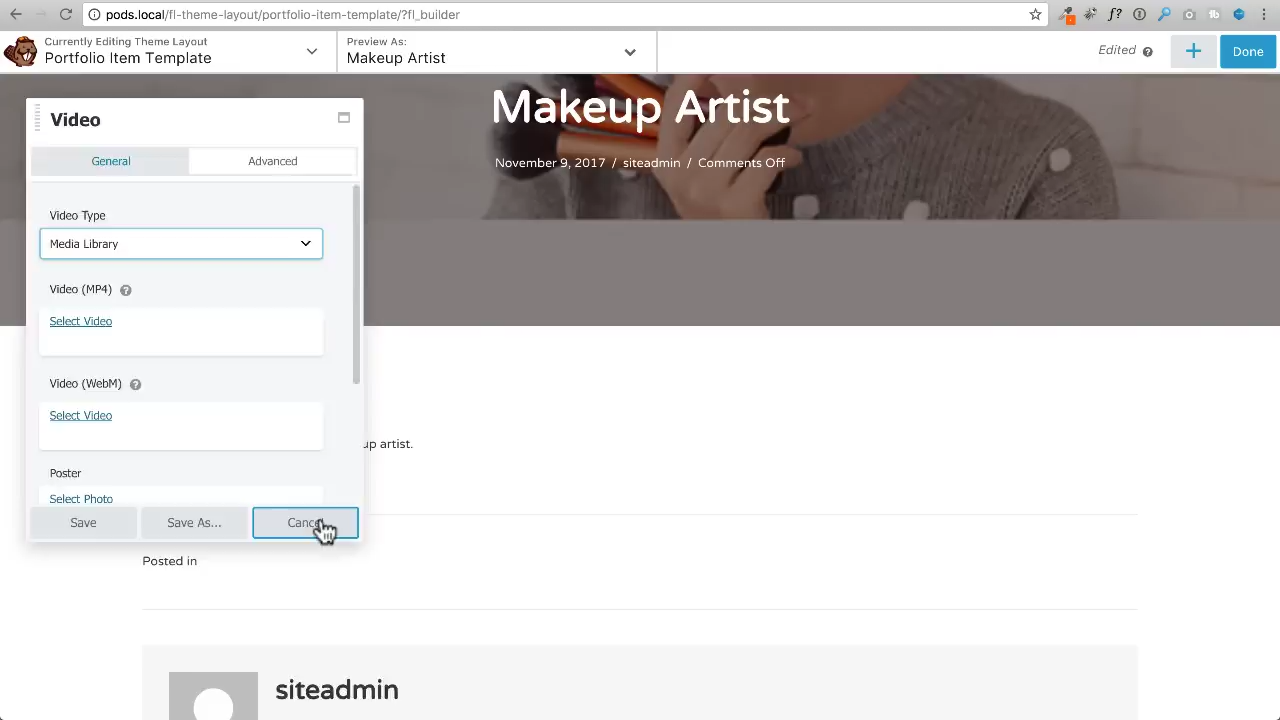 pods.local/fl-theme-layout/portfolio-item-template/?fl_builder
Currently Editing Theme Layout
Portfolio Item Template
Preview As:
Makeup Artist
Edited
Done
Makeup Artist
November 9, 2017 / siteadmin / Comments Off
Video
General
Advanced
Video Type
Media Library
Video (MP4)
Select Video
Video (WebM)
Select Video
Poster
Select Photo
Save
Save As...
artist.
Posted in
siteadmin